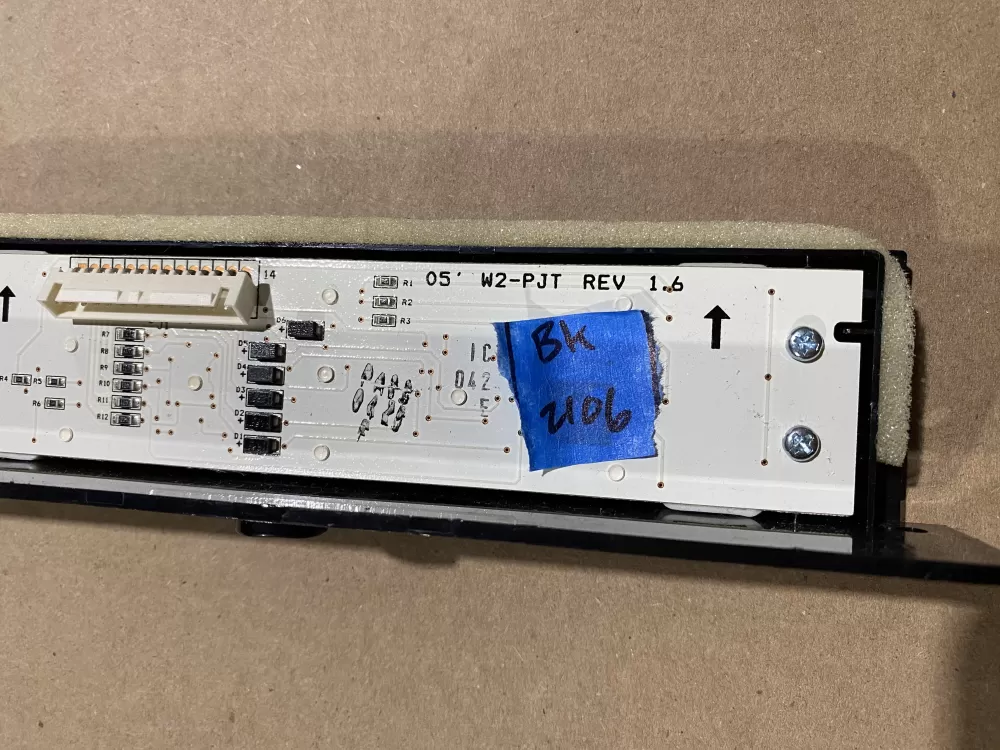 14
05' W2-PJT REV 1.6
R1
R2
R3
D6
D5
D4
D3
D2
D1
R7
R8
R9
R10
R11
R12
R4 R5
R6
1C
042
E
BK
2106